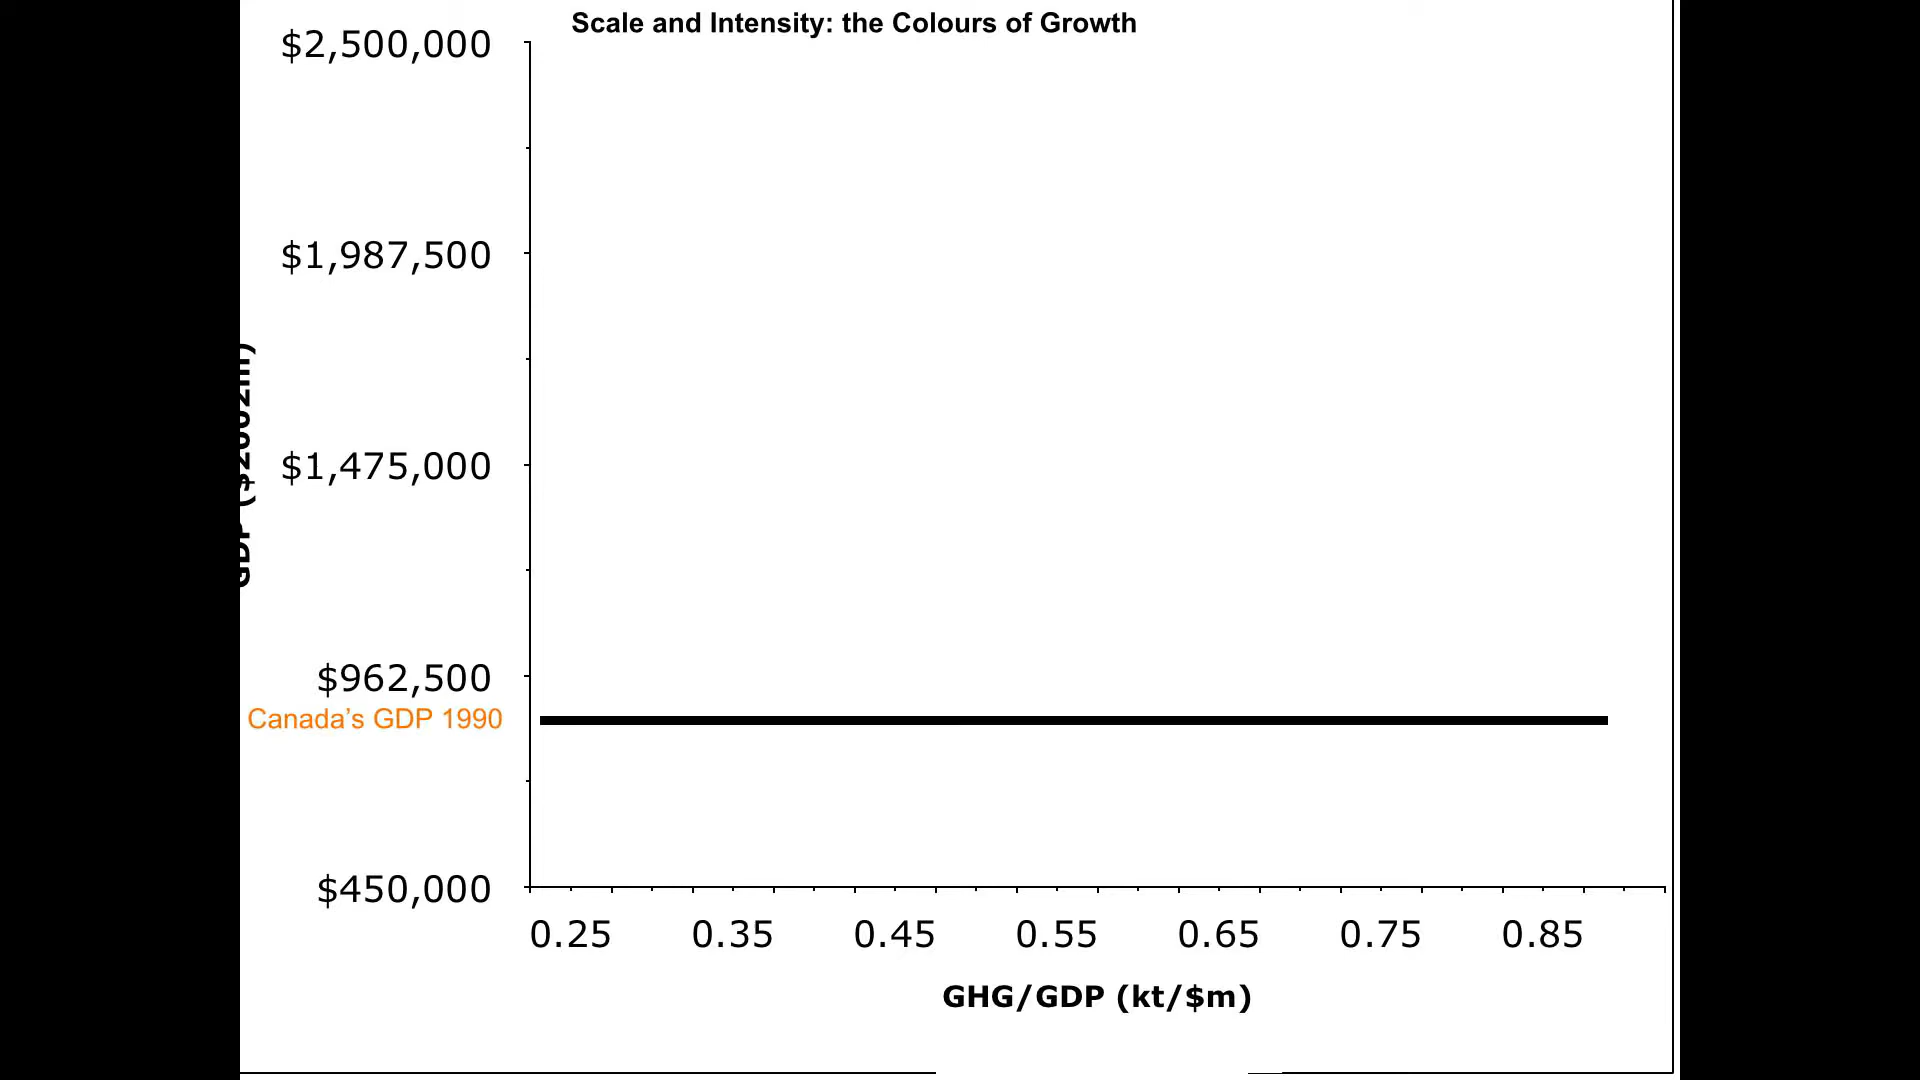 Scale and Intensity: the Colours of Growth
$2,500,000
$1,987,500
$1,475,000
$962,500
Canada’s GDP 1990
$450,000
GDP ($2002m)
0.25 0.35 0.45 0.55 0.65 0.75 0.85
GHG/GDP (kt/$m)